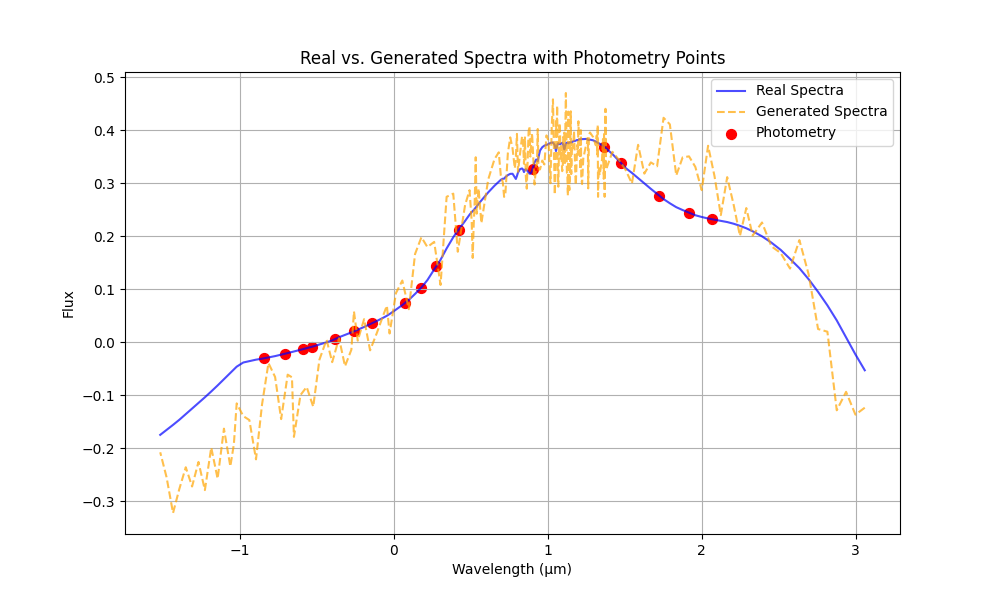 Real vs. Generated Spectra with Photometry Points
Real Spectra
Generated Spectra
Photometry
Flux
0.5
0.4
0.3
0.2
0.1
0.0
−0.1
−0.2
−0.3
−1
0
1
2
3
Wavelength (μm)